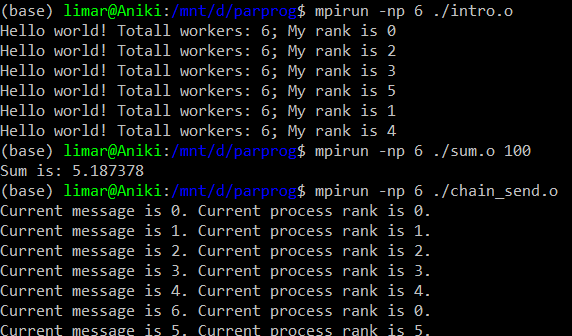 (base) limar@Aniki:/mnt/d/parprog$ mpirun -np 6 ./intro.o
Hello world! Totall workers: 6; My rank is 0
Hello world! Totall workers: 6; My rank is 2
Hello world! Totall workers: 6; My rank is 3
Hello world! Totall workers: 6; My rank is 5
Hello world! Totall workers: 6; My rank is 1
Hello world! Totall workers: 6; My rank is 4
(base) limar@Aniki:/mnt/d/parprog$ mpirun -np 6 ./sum.o 100
Sum is: 5.187378
(base) limar@Aniki:/mnt/d/parprog$ mpirun -np 6 ./chain_send.o
Current message is 0. Current process rank is 0.
Current message is 1. Current process rank is 1.
Current message is 2. Current process rank is 2.
Current message is 3. Current process rank is 3.
Current message is 4. Current process rank is 4.
Current message is 6. Current process rank is 0.
Current message is 5. Current process rank is 5.